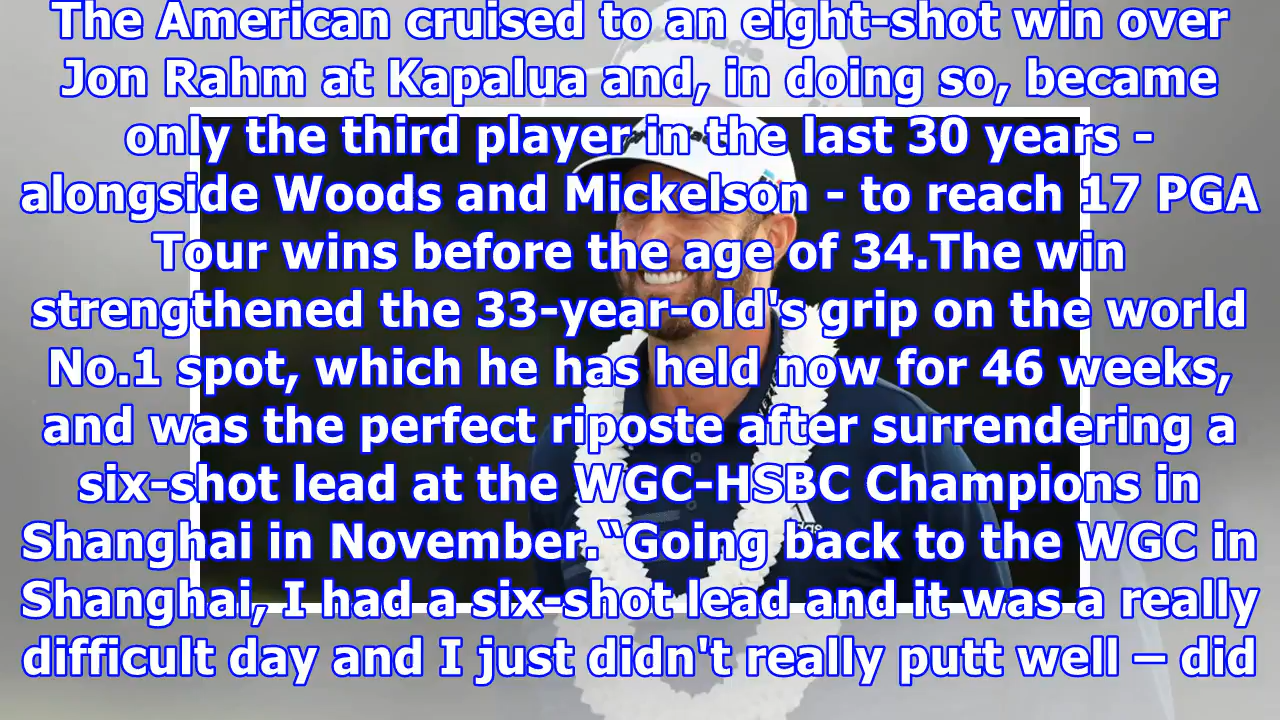 The American cruised to an eight-shot win over
Jon Rahm at Kapalua and, in doing so, became
only the third player in the last 30 years -
alongside Woods and Mickelson - to reach 17 PGA
Tour wins before the age of 34.The win
strengthened the 33-year-old's grip on the world
No.1 spot, which he has held now for 46 weeks,
and was the perfect riposte after surrendering a
six-shot lead at the WGC-HSBC Champions in
Shanghai in November.“Going back to the WGC in
Shanghai, I had a six-shot lead and it was a really
difficult day and I just didn't really putt well – did